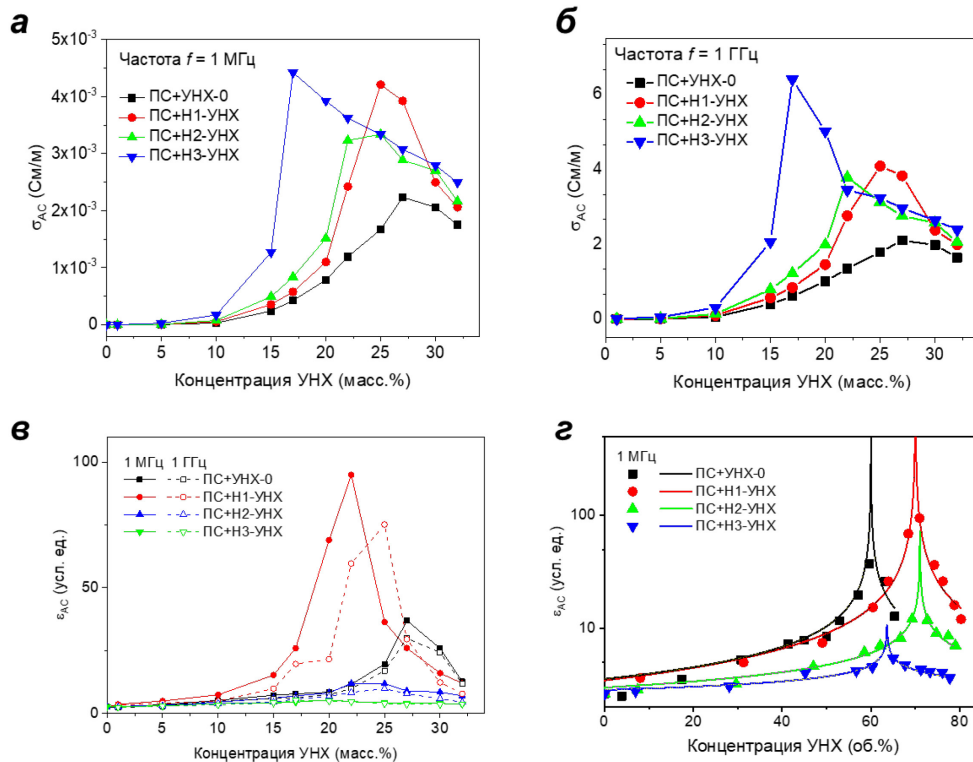 а
5x10⁻³
4x10⁻³
3x10⁻³
2x10⁻³
1x10⁻³
0
σAC (См/м)
Частота f = 1 МГц
ПС+УНХ-0
ПС+Н1-УНХ
ПС+Н2-УНХ
ПС+Н3-УНХ
0 5 10 15 20 25 30
Концентрация УНХ (масс.%)
б
6
4
2
0
σAC (См/м)
Частота f = 1 ГГц
ПС+УНХ-0
ПС+Н1-УНХ
ПС+Н2-УНХ
ПС+Н3-УНХ
0 5 10 15 20 25 30
Концентрация УНХ (масс.%)
в
100
50
0
εAC (усл. ед.)
1 МГц 1 ГГц
ПС+УНХ-0
ПС+Н1-УНХ
ПС+Н2-УНХ
ПС+Н3-УНХ
0 5 10 15 20 25 30
Концентрация УНХ (масс.%)
г
100
10
εAC (усл. ед.)
1 МГц
ПС+УНХ-0
ПС+Н1-УНХ
ПС+Н2-УНХ
ПС+Н3-УНХ
0 20 40 60 80
Концентрация УНХ (об.%)